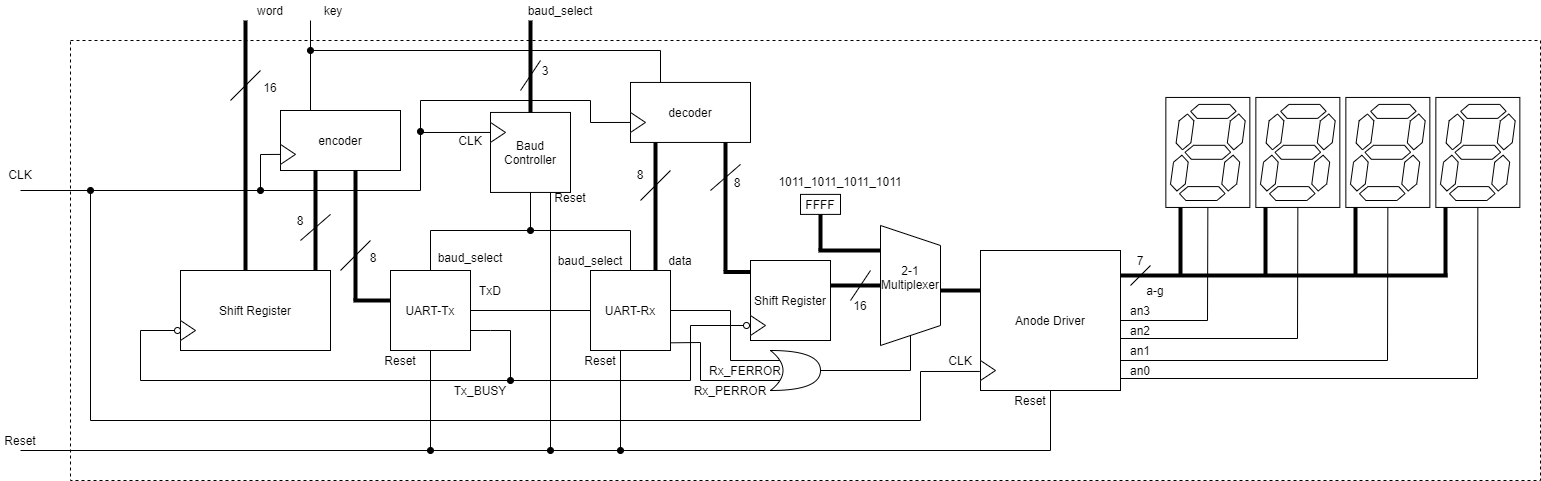 word
key
baud_select
16
3
encoder
decoder
CLK
Baud
Controller
CLK
8
8
1011_1011_1011_1011
Reset
FFFF
8
8
baud_select
baud_select
data
2-1
Multiplexer
7
a-g
TxD
Shift Register
UART-Tx
UART-Rx
Shift Register
16
Anode Driver
an3
an2
an1
an0
Reset
Reset
CLK
Rx_FERROR
Tx_BUSY
Rx_PERROR
Reset
Reset